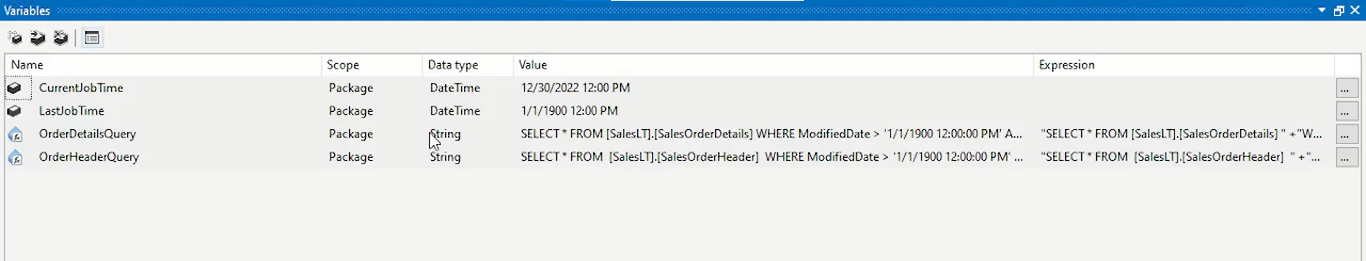 Variables
Name Scope Data type Value Expression
CurrentJobTime Package DateTime 12/30/2022 12:00 PM ...
LastJobTime Package DateTime 1/1/1900 12:00 PM ...
OrderDetailsQuery Package String SELECT * FROM [SalesLT].[SalesOrderDetails] WHERE ModifiedDate > '1/1/1900 12:00:00 PM' A... "SELECT * FROM [SalesLT].[SalesOrderDetails] " +"W... ...
OrderHeaderQuery Package String SELECT * FROM [SalesLT].[SalesOrderHeader] WHERE ModifiedDate > '1/1/1900 12:00:00 PM' ... "SELECT * FROM [SalesLT].[SalesOrderHeader] " +"... ...